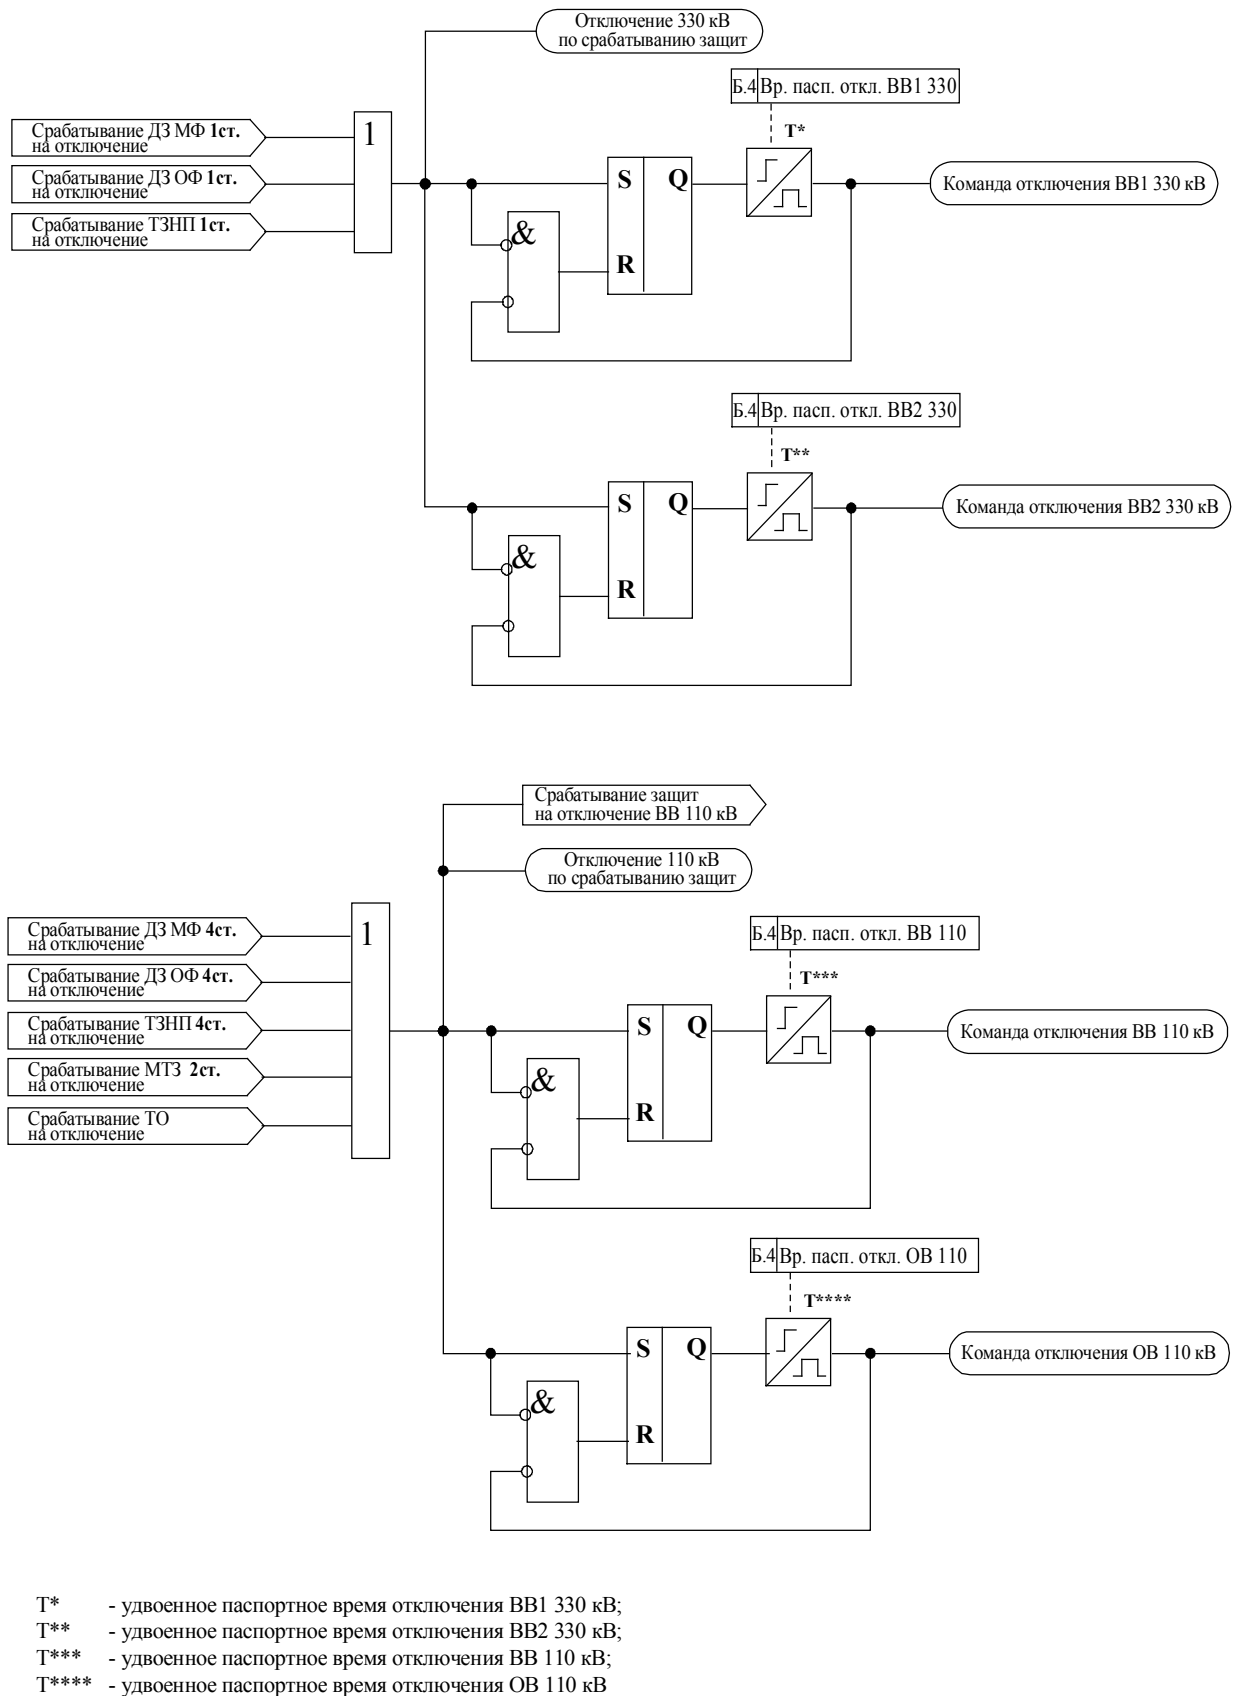 Отключение 330 кВ
по срабатыванию защит
Б.4 Вр. пасп. откл. ВВ1 330
T*
Срабатывание ДЗ МФ 1ст.
на отключение
1
Срабатывание ДЗ ОФ 1ст.
на отключение
S Q
Команда отключения ВВ1 330 кВ
Срабатывание ТЗНП 1ст.
на отключение
&
R
Б.4 Вр. пасп. откл. ВВ2 330
T**
S Q
Команда отключения ВВ2 330 кВ
&
R
Срабатывание защит
на отключение ВВ 110 кВ
Отключение 110 кВ
по срабатыванию защит
Срабатывание ДЗ МФ 4ст.
на отключение
1
Б.4 Вр. пасп. откл. ВВ 110
T***
Срабатывание ДЗ ОФ 4ст.
на отключение
Срабатывание ТЗНП 4ст.
на отключение
S Q
Команда отключения ВВ 110 кВ
Срабатывание МТЗ 2ст.
на отключение
&
R
Срабатывание ТО
на отключение
Б.4 Вр. пасп. откл. ОВ 110
T****
S Q
Команда отключения ОВ 110 кВ
&
R
T* - удвоенное паспортное время отключения ВВ1 330 кВ;
T** - удвоенное паспортное время отключения ВВ2 330 кВ;
T*** - удвоенное паспортное время отключения ВВ 110 кВ;
T**** - удвоенное паспортное время отключения ОВ 110 кВ